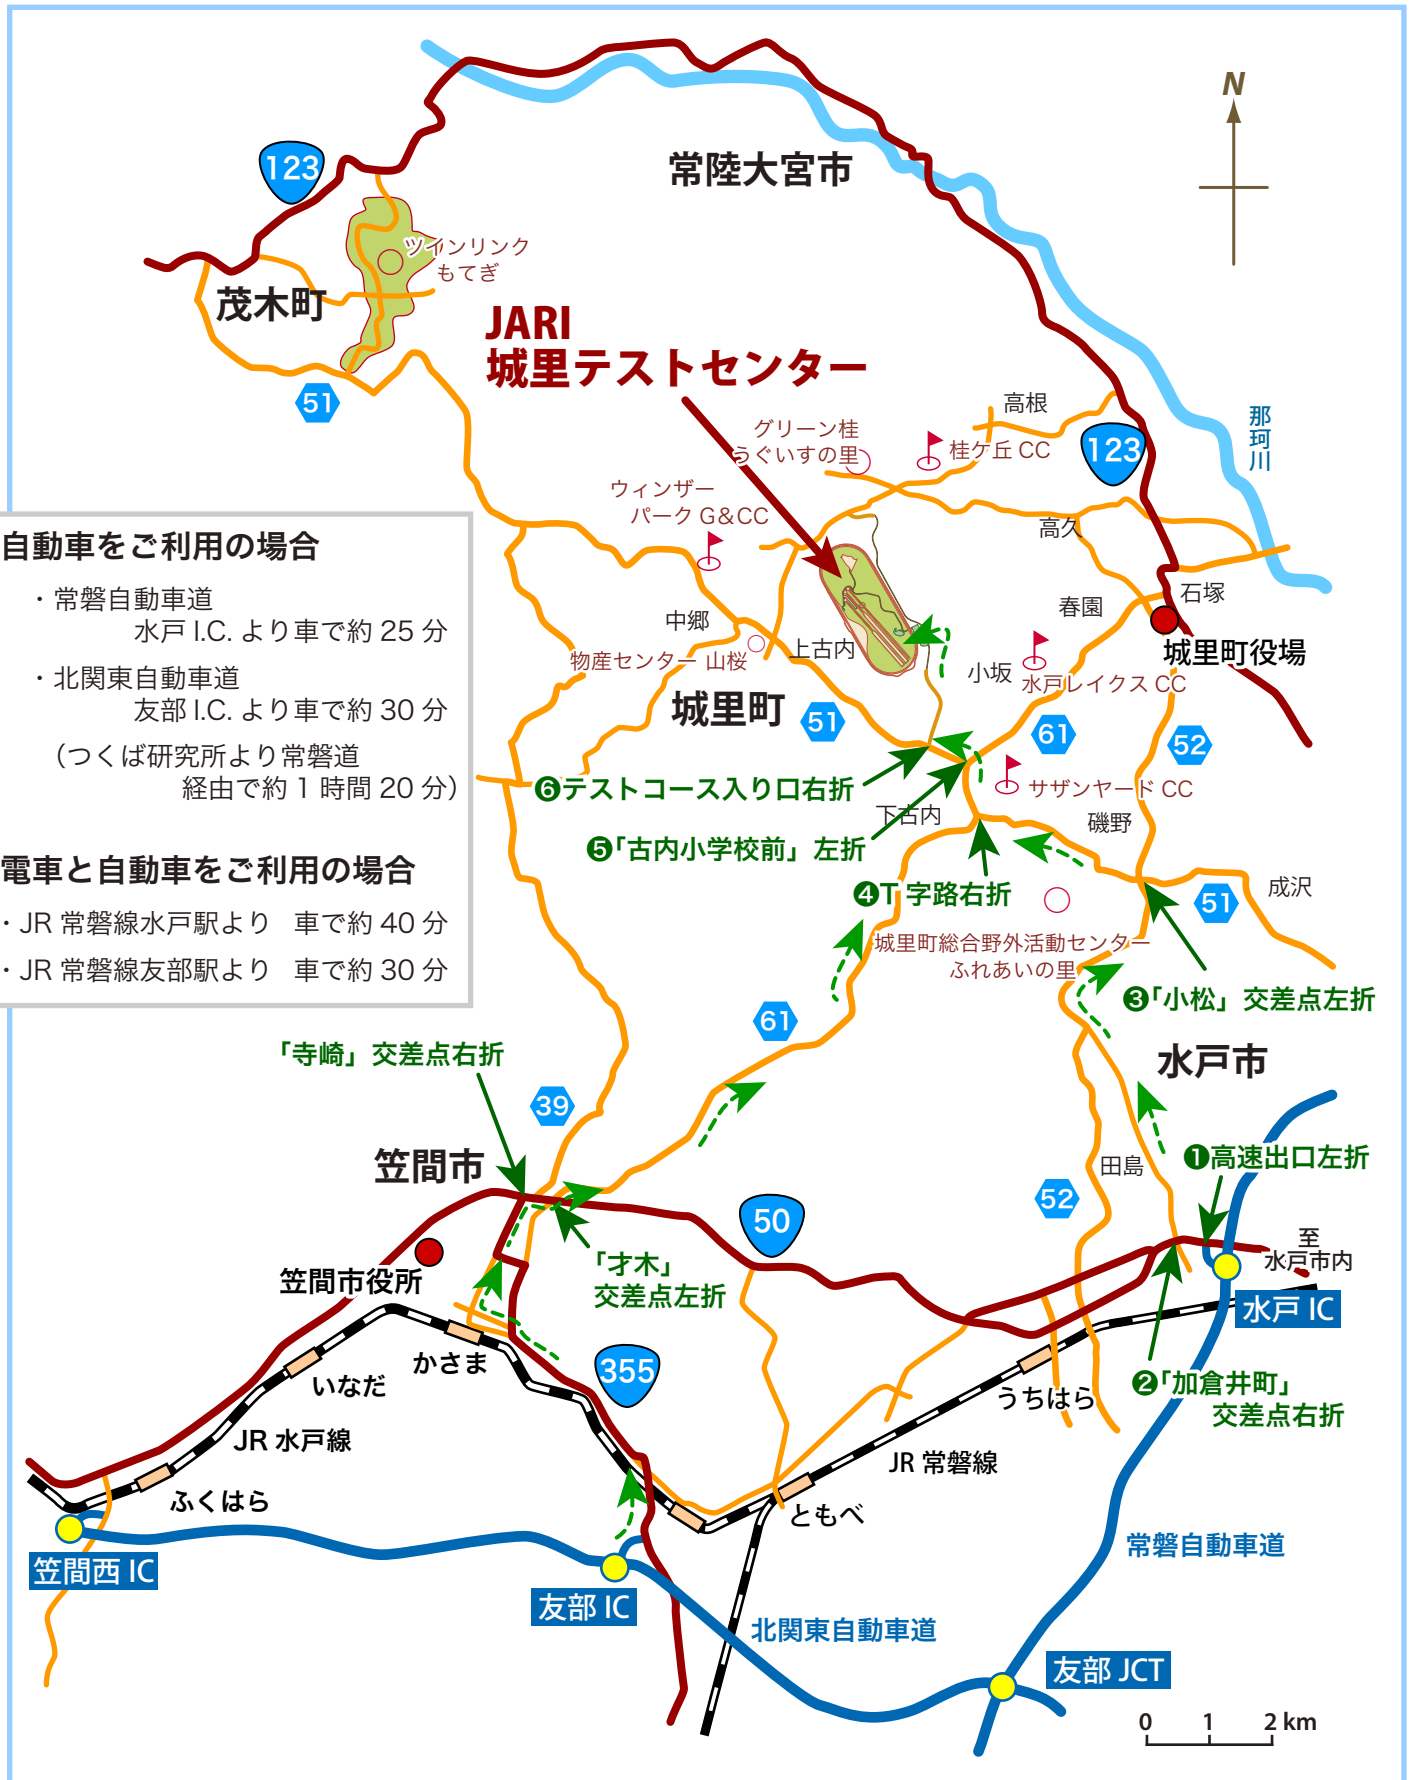 N
123
常陸大宮市
ツインリンク
もてぎ
茂木町
JARI
城里テストセンター
51
高根
123
那珂川
グリーン桂
うぐいすの里
桂ケ丘 CC
ウィンザー
パーク G&CC
高久
自動車をご利用の場合
・常磐自動車道
水戸 I.C. より車で約 25 分
・北関東自動車道
友部 I.C. より車で約 30 分
（つくば研究所より常磐道
経由で約 1 時間 20 分）
電車と自動車をご利用の場合
・JR 常磐線水戸駅より 車で約 40 分
・JR 常磐線友部駅より 車で約 30 分
石塚
春園
中郷
城里町役場
上古内
物産センター 山桜
小坂
水戸レイクス CC
城里町
51
61
52
❻テストコース入り口右折
サザンヤード CC
下古内
磯野
❺「古内小学校前」左折
❹T 字路右折
成沢
51
城里町総合野外活動センター
ふれあいの里
❸「小松」交差点左折
61
「寺崎」交差点右折
水戸市
39
笠間市
田島
❶高速出口左折
52
50
至
水戸市内
「才木」
交差点左折
笠間市役所
水戸 IC
かさま
355
いなだ
うちはら
❷「加倉井町」
交差点右折
JR 水戸線
JR 常磐線
ふくはら
ともべ
常磐自動車道
笠間西 IC
友部 IC
北関東自動車道
友部 JCT
0 1 2 km